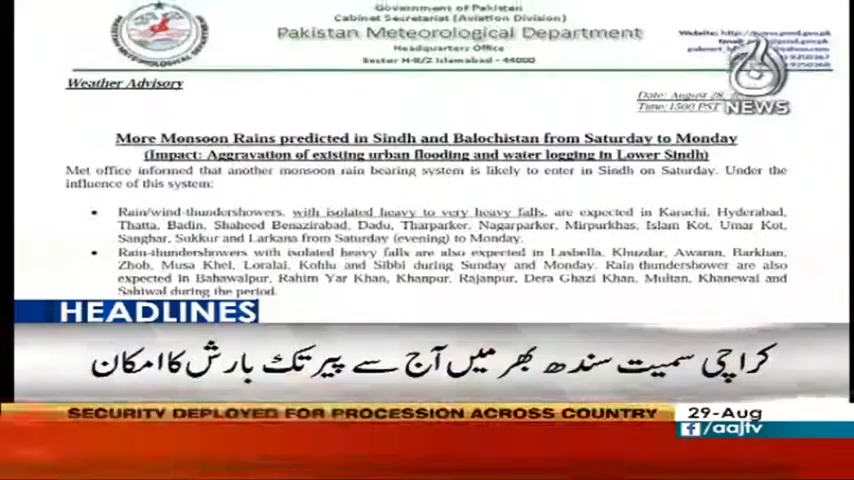 Government of Pakistan
Cabinet Secretariat (Aviation Division)
Pakistan Meteorological Department
Headquarters Office
Sector H-8/2 Islamabad - 44000
Weather Advisory
Date: August 28,
Time:1500 PST
NEWS
More Monsoon Rains predicted in Sindh and Balochistan from Saturday to Monday
(Impact: Aggravation of existing urban flooding and water logging in Lower Sindh)
Met office informed that another monsoon rain bearing system is likely to enter in Sindh on Saturday. Under the
influence of this system:
• Rain/wind-thundershowers, with isolated heavy to very heavy falls, are expected in Karachi, Hyderabad,
Thatta, Badin, Shaheed Benazirabad, Dadu, Tharparker, Nagarparker, Mirpurkhas, Islam Kot, Umar Kot,
Sanghar, Sukkur and Larkana from Saturday (evening) to Monday.
• Rain-thundershowers with isolated heavy falls are also expected in Lasbella, Khuzdar, Awaran, Barkhan,
Zhob, Musa Khel, Loralai, Kohlu and Sibbi during Sunday and Monday. Rain thundershower are also
expected in Bahawalpur, Rahim Yar Khan, Khanpur, Rajanpur, Dera Ghazi Khan, Multan, Khanewal and
Sahiwal during the period.
HEADLINES
کراچی سمیت سندھ بھر میں آج سے پیر تک بارش کا امکان
SECURITY DEPLOYED FOR PROCESSION ACROSS COUNTRY
29-Aug
/aajtv